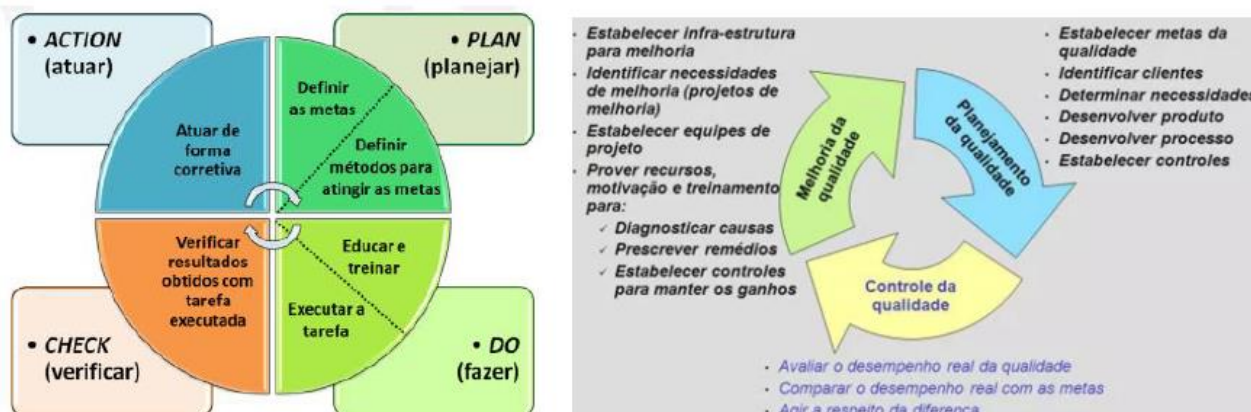 • ACTION
(atuar)
• PLAN
(planejar)
Atuar de
forma
corretiva
Definir
as metas
Definir
métodos para
atingir as metas
Verificar
resultados
obtidos com
tarefa
executada
Educar e
treinar
Executar a
tarefa
• CHECK
(verificar)
• DO
(fazer)
• Estabelecer infra-estrutura
para melhoria
• Identificar necessidades
de melhoria (projetos de
melhoria)
• Estabelecer equipes de
projeto
• Prover recursos,
motivação e treinamento
para:
✓ Diagnosticar causas
✓ Prescrever remédios
✓ Estabelecer controles
para manter os ganhos
Melhoria da
qualidade
Planejamento
da qualidade
Controle da
qualidade
• Estabelecer metas da
qualidade
• Identificar clientes
• Determinar necessidades
• Desenvolver produto
• Desenvolver processo
• Estabelecer controles
• Avaliar o desempenho real da qualidade
• Comparar o desempenho real com as metas
• Agir a respeito da diferença